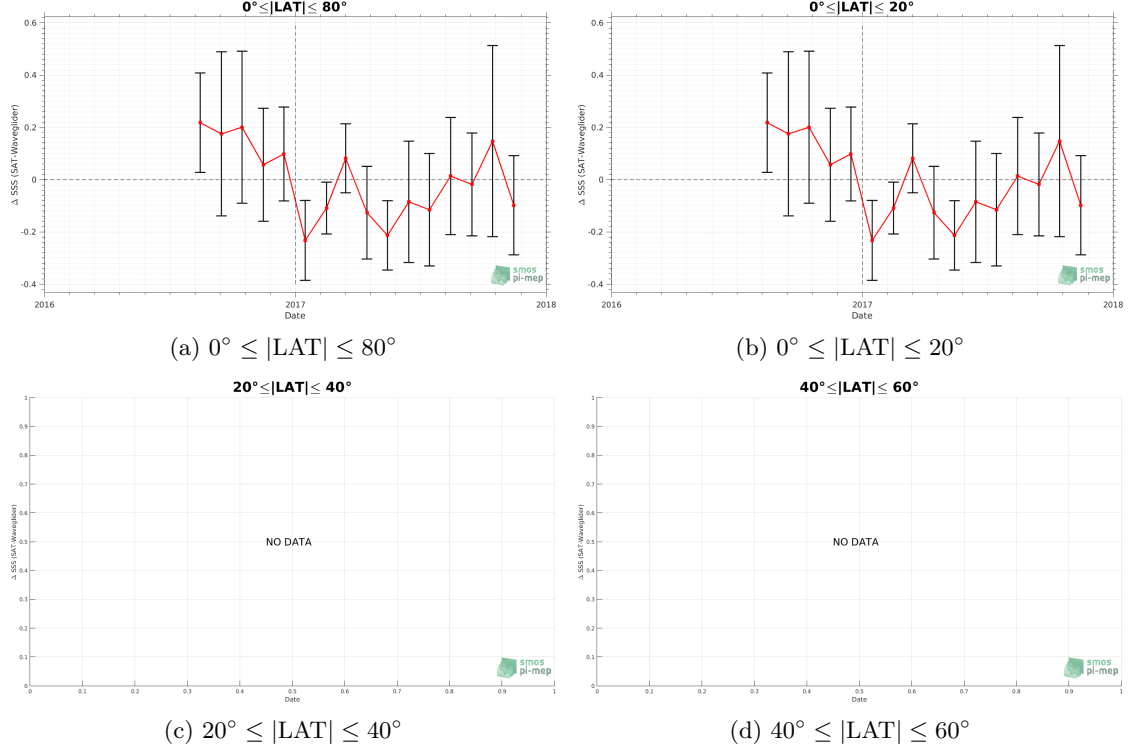 0°≤|LAT|≤ 80°
0.6
0.4
0.2
0
-0.2
-0.4
Δ SSS (SAT-Waveglider)
2016
2017
2018
Date
smos
pi-mep
(a) 0° ≤ |LAT| ≤ 80°
0°≤|LAT|≤ 20°
0.6
0.4
0.2
0
-0.2
-0.4
Δ SSS (SAT-Waveglider)
2016
2017
2018
Date
smos
pi-mep
(b) 0° ≤ |LAT| ≤ 20°
20°≤|LAT|≤ 40°
1
0.9
0.8
0.7
0.6
0.5
0.4
0.3
0.2
0.1
0
Δ SSS (SAT-Waveglider)
NO DATA
0 0.1 0.2 0.3 0.4 0.5 0.6 0.7 0.8 0.9 1
Date
smos
pi-mep
(c) 20° ≤ |LAT| ≤ 40°
40°≤|LAT|≤ 60°
1
0.9
0.8
0.7
0.6
0.5
0.4
0.3
0.2
0.1
0
Δ SSS (SAT-Waveglider)
NO DATA
0 0.1 0.2 0.3 0.4 0.5 0.6 0.7 0.8 0.9 1
Date
smos
pi-mep
(d) 40° ≤ |LAT| ≤ 60°